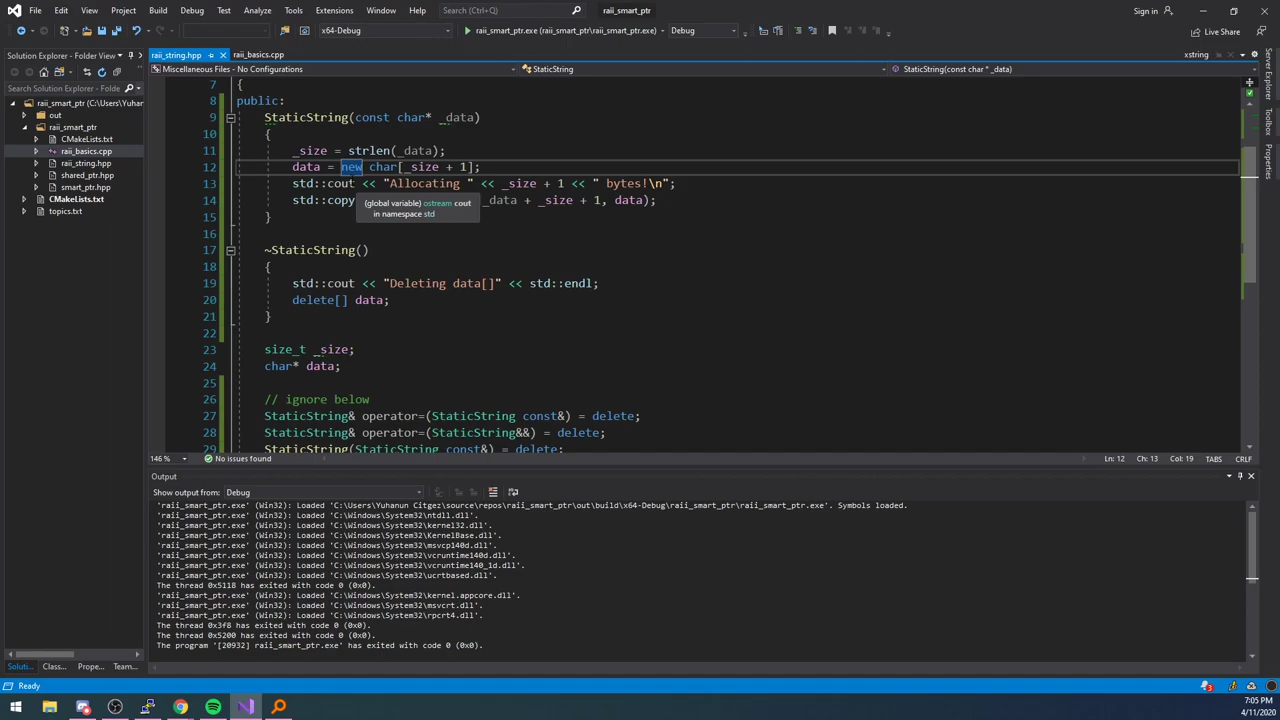 File Edit View Project Build Debug Test Analyze Tools Extensions Window Help Search (Ctrl+Q) raii_smart_ptr Sign in
x64-Debug raii_smart_ptr.exe (raii_smart_ptr\raii_smart_ptr.exe) Debug Live Share
Solution Explorer - Folder View raii_string.hpp raii_basics.cpp xstring
Miscellaneous Files - No Configurations StaticString StaticString(const char * _data)
Search Solution Explorer - Folde
raii_smart_ptr (C:\Users\Yuhan
out
raii_smart_ptr
CMakeLists.txt
raii_basics.cpp
raii_string.hpp
shared_ptr.hpp
smart_ptr.hpp
CMakeLists.txt
topics.txt
7 {
8 public:
9 StaticString(const char* _data)
10 {
11 _size = strlen(_data);
12 data = new char[_size + 1];
13 std::cout << "Allocating " << _size + 1 << " bytes!\n";
14 std::copy _data + _size + 1, data);
(global variable) ostream cout
in namespace std
15 }
16
17 ~StaticString()
18 {
19 std::cout << "Deleting data[]" << std::endl;
20 delete[] data;
21 }
22
23 size_t _size;
24 char* data;
25
26 // ignore below
27 StaticString& operator=(StaticString const&) = delete;
28 StaticString& operator=(StaticString&&) = delete;
29 StaticString(StaticString const&) = delete;
146 % No issues found Ln: 12 Ch: 13 Col: 19 TABS CRLF
Output
Show output from: Debug
'raii_smart_ptr.exe' (Win32): Loaded 'C:\Users\Yuhanun Citgez\source\repos\raii_smart_ptr\out\build\x64-Debug\raii_smart_ptr\raii_smart_ptr.exe'. Symbols loaded.
'raii_smart_ptr.exe' (Win32): Loaded 'C:\Windows\System32\ntdll.dll'.
'raii_smart_ptr.exe' (Win32): Loaded 'C:\Windows\System32\kernel32.dll'.
'raii_smart_ptr.exe' (Win32): Loaded 'C:\Windows\System32\KernelBase.dll'.
'raii_smart_ptr.exe' (Win32): Loaded 'C:\Windows\System32\msvcp140d.dll'.
'raii_smart_ptr.exe' (Win32): Loaded 'C:\Windows\System32\vcruntime140d.dll'.
'raii_smart_ptr.exe' (Win32): Loaded 'C:\Windows\System32\vcruntime140_1d.dll'.
'raii_smart_ptr.exe' (Win32): Loaded 'C:\Windows\System32\ucrtbased.dll'.
The thread 0x5118 has exited with code 0 (0x0).
'raii_smart_ptr.exe' (Win32): Loaded 'C:\Windows\System32\kernel.appcore.dll'.
'raii_smart_ptr.exe' (Win32): Loaded 'C:\Windows\System32\msvcrt.dll'.
'raii_smart_ptr.exe' (Win32): Loaded 'C:\Windows\System32\rpcrt4.dll'.
The thread 0x3f8 has exited with code 0 (0x0).
The thread 0x5200 has exited with code 0 (0x0).
The program '[20932] raii_smart_ptr.exe' has exited with code 0 (0x0).
Soluti... Class... Prope... Team...
Ready 3
Server Explorer
Toolbox
Properties
7:05 PM
4/11/2020